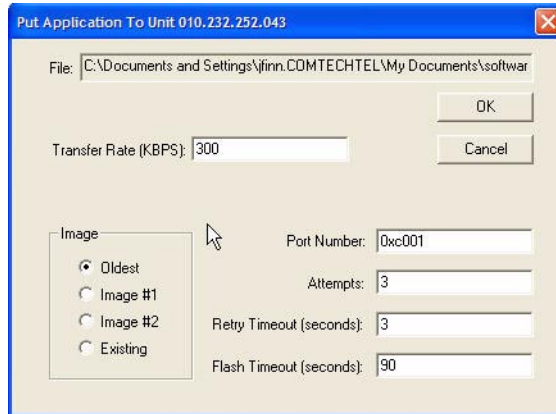 Put Application To Unit 010.232.252.043
File: C:\Documents and Settings\jfinn.COMTECHTEL\My Documents\softwar
OK
Transfer Rate (KBPS): 300
Cancel
Image
Oldest
Image #1
Image #2
Existing
Port Number: 0xc001
Attempts: 3
Retry Timeout (seconds): 3
Flash Timeout (seconds): 90